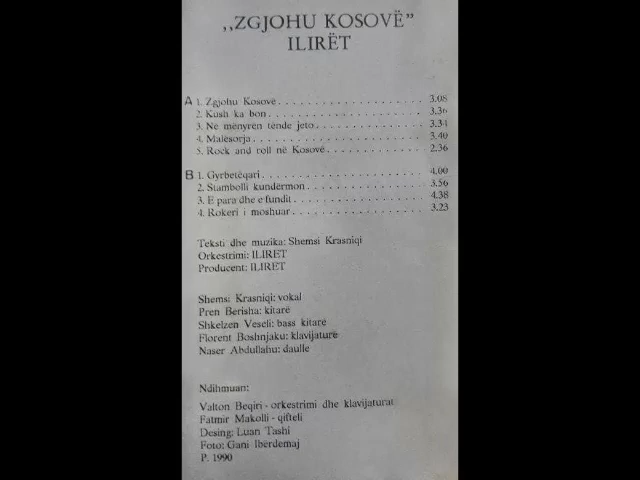 ,,ZGJOHU KOSOVË"
ILIRËT
A 1. Zgjohu Kosovë. . . . . . . . . . . . . . . . . . . . . 3.08
2. Kush ka bon. . . . . . . . . . . . . . . . . . . . . . . 3.36
3. Në mënyrën tënde jeto. . . . . . . . . . . . . . . . 3.34
4. Malësorja. . . . . . . . . . . . . . . . . . . . . . . . . 3.40
5. Rock and roll në Kosovë. . . . . . . . . . . . . . . 2.36
B 1. Gyrbetëqari. . . . . . . . . . . . . . . . . . . . . . . 4.00
2. Stambolli kundërmon. . . . . . . . . . . . . . . . . 3.56
3. E para dhe e fundit. . . . . . . . . . . . . . . . . . . 4.38
4. Rokeri i moshuar. . . . . . . . . . . . . . . . . . . . 3.23
Teksti dhe muzika: Shemsi Krasniqi
Orkestrimi: ILIRËT
Producent: ILIRËT
Shemsi Krasniqi: vokal
Pren Berisha: kitarë
Shkelzen Veseli: bass kitarë
Florent Boshnjaku: klavijaturë
Naser Abdullahu: daulle
Ndihmuan:
Valton Beqiri - orkestrimi dhe klavijaturat
Fatmir Makolli - qifteli
Desing: Luan Tashi
Foto: Gani Iberdemaj
P. 1990